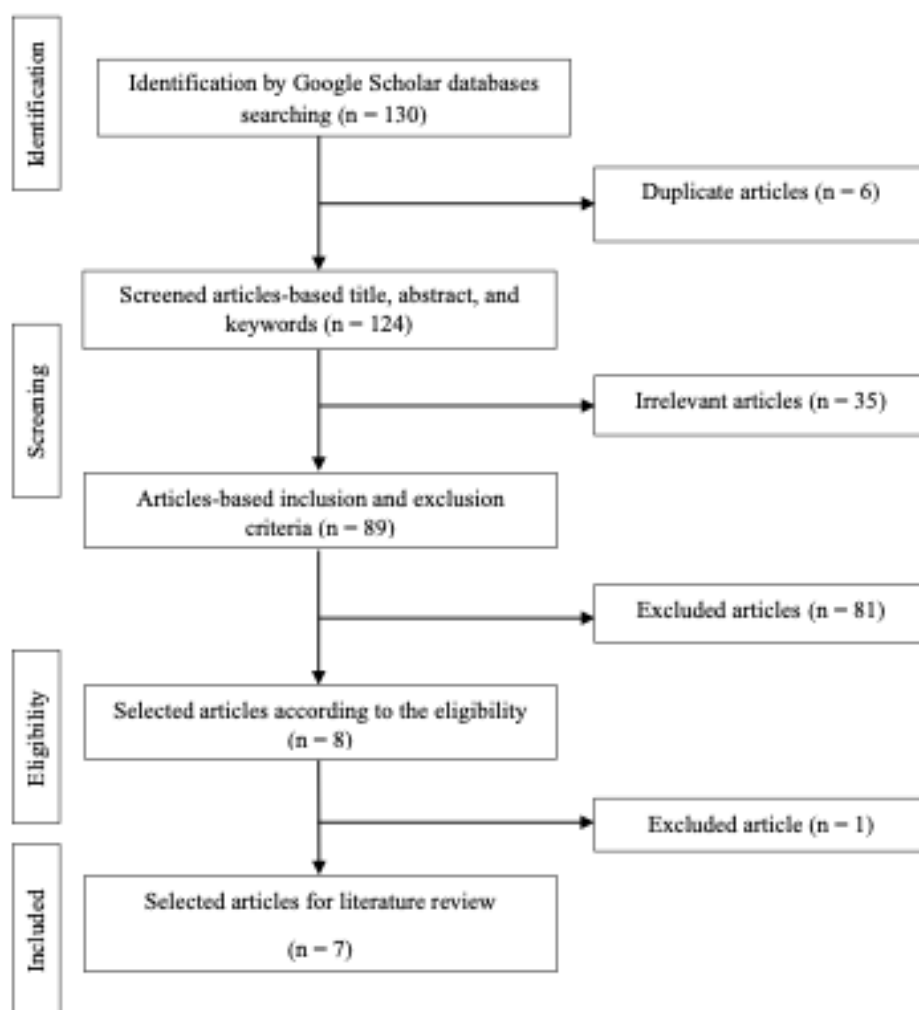 Identification
Identification by Google Scholar databases
searching (n = 130)
Duplicate articles (n = 6)
Screening
Screened articles-based title, abstract, and
keywords (n = 124)
Irrelevant articles (n = 35)
Articles-based inclusion and exclusion
criteria (n = 89)
Excluded articles (n = 81)
Eligibility
Selected articles according to the eligibility
(n = 8)
Excluded article (n = 1)
Included
Selected articles for literature review
(n = 7)